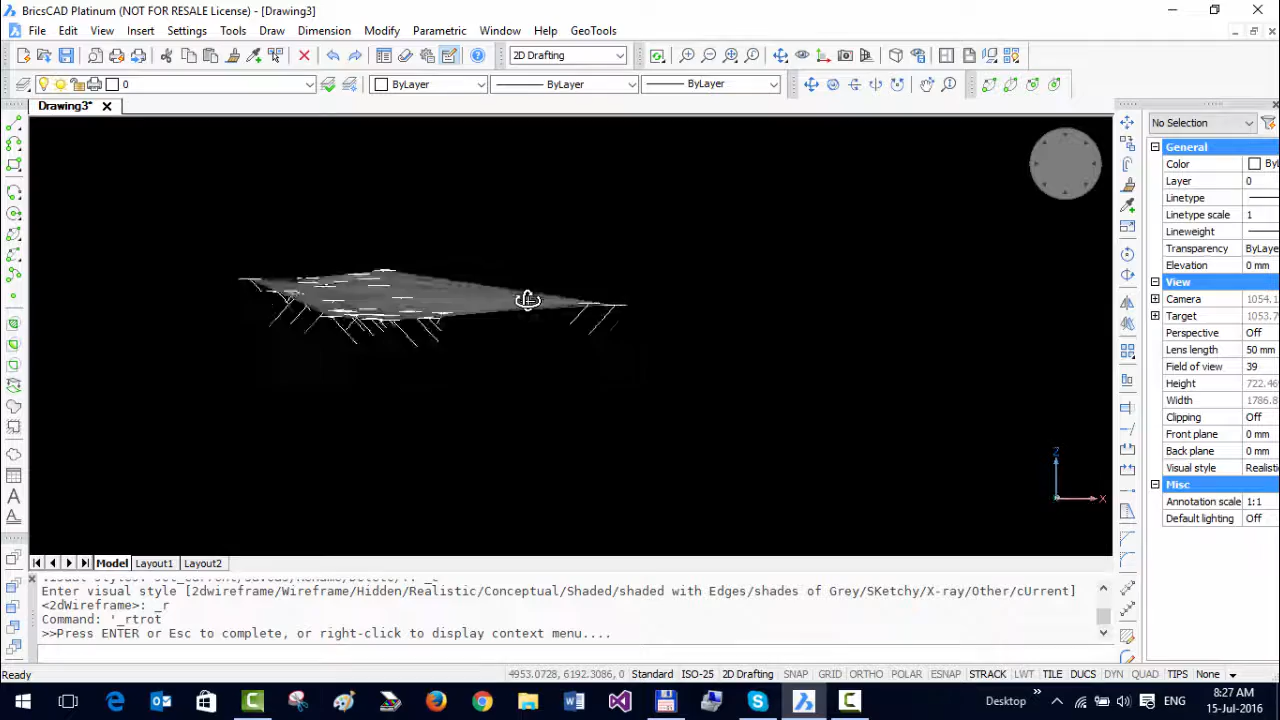 BricsCAD Platinum (NOT FOR RESALE License) - [Drawing3]
File Edit View Insert Settings Tools Draw Dimension Modify Parametric Window Help GeoTools
2D Drafting
0 ByLayer ByLayer ByLayer
Drawing3*
No Selection
General
Color
Layer 0
Linetype
Linetype scale 1
Lineweight
Transparency ByLaye
Elevation 0 mm
View
Camera 1054.1
Target 1053.
Perspective Off
Lens length 50 mm
Field of view 39
Height 722.46
Width 1786.8
Clipping Off
Front plane 0 mm
Back plane 0 mm
Visual style Realisti
Misc
Annotation scale 1:1
Default lighting Off
Z
X
Model Layout1 Layout2
Enter visual style [2dwireframe/Wireframe/Hidden/Realistic/Conceptual/Shaded/shaded with Edges/shades of Grey/SKetchy/X-ray/Other/cUrrent]
<2dWireframe>: _r
Command: '_rtrot
>>Press ENTER or Esc to complete, or right-click to display context menu....
Ready 4953.0728, 6192.3086, 0 Standard ISO-25 2D Drafting SNAP GRID ORTHO POLAR ESNAP STRACK LWT TILE DUCS DYN QUAD TIPS None
Desktop
8:27 AM
15-Jul-2016